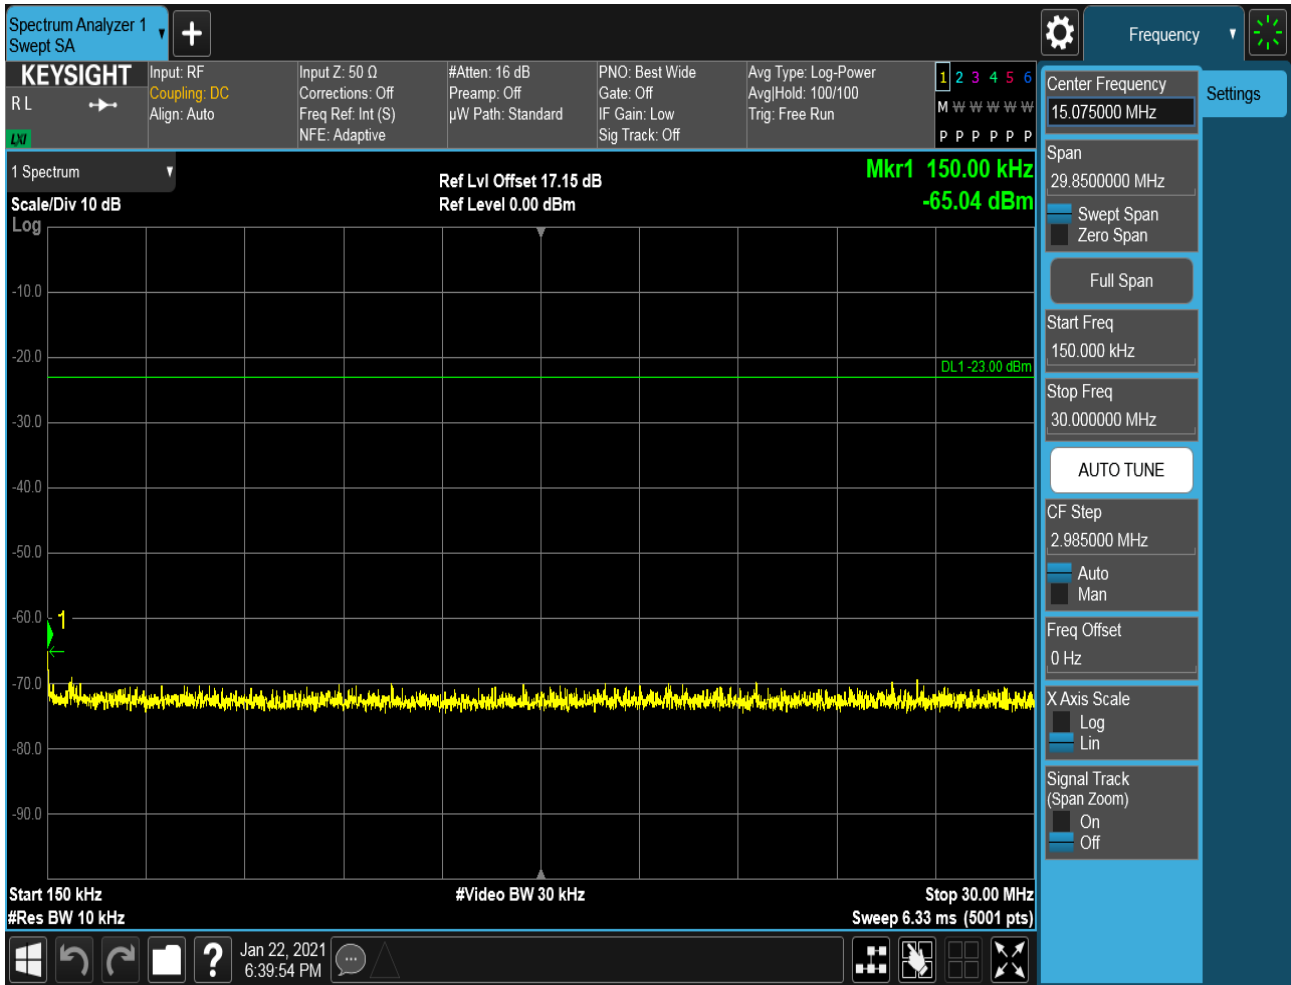 Spectrum Analyzer 1
Swept SA
Frequency
KEYSIGHT
R L
LXI
Input: RF
Coupling: DC
Align: Auto
Input Z: 50 Ω
Corrections: Off
Freq Ref: Int (S)
NFE: Adaptive
#Atten: 16 dB
Preamp: Off
µW Path: Standard
PNO: Best Wide
Gate: Off
IF Gain: Low
Sig Track: Off
Avg Type: Log-Power
Avg|Hold: 100/100
Trig: Free Run
1 2 3 4 5 6
M W W W W W
P P P P P P
1 Spectrum
Scale/Div 10 dB
Log
Ref Lvl Offset 17.15 dB
Ref Level 0.00 dBm
Mkr1 150.00 kHz
-65.04 dBm
-10.0
-20.0
DL1 -23.00 dBm
-30.0
-40.0
-50.0
-60.0
1
-70.0
-80.0
-90.0
Start 150 kHz
#Res BW 10 kHz
#Video BW 30 kHz
Stop 30.00 MHz
Sweep 6.33 ms (5001 pts)
Jan 22, 2021
6:39:54 PM
?
Center Frequency
15.075000 MHz
Settings
Span
29.8500000 MHz
Swept Span
Zero Span
Full Span
Start Freq
150.000 kHz
Stop Freq
30.000000 MHz
AUTO TUNE
CF Step
2.985000 MHz
Auto
Man
Freq Offset
0 Hz
X Axis Scale
Log
Lin
Signal Track
(Span Zoom)
On
Off